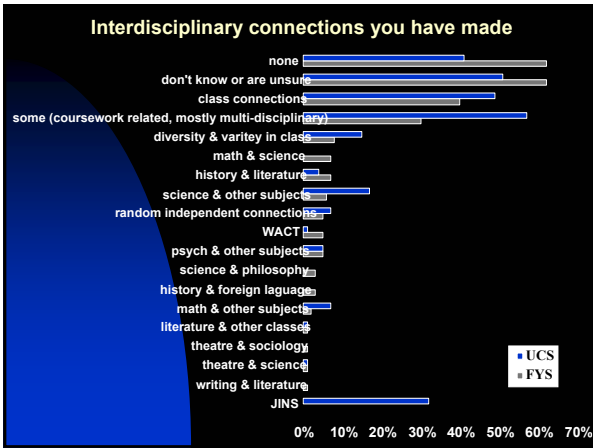 Interdisciplinary connections you have made
none
don't know or are unsure
class connections
some (coursework related, mostly multi-disciplinary)
diversity & varitey in class
math & science
history & literature
science & other subjects
random independent connections
WACT
psych & other subjects
science & philosophy
history & foreign laguage
math & other subjects
literature & other classes
theatre & sociology
theatre & science
writing & literature
JINS
UCS
FYS
0% 10% 20% 30% 40% 50% 60% 70%